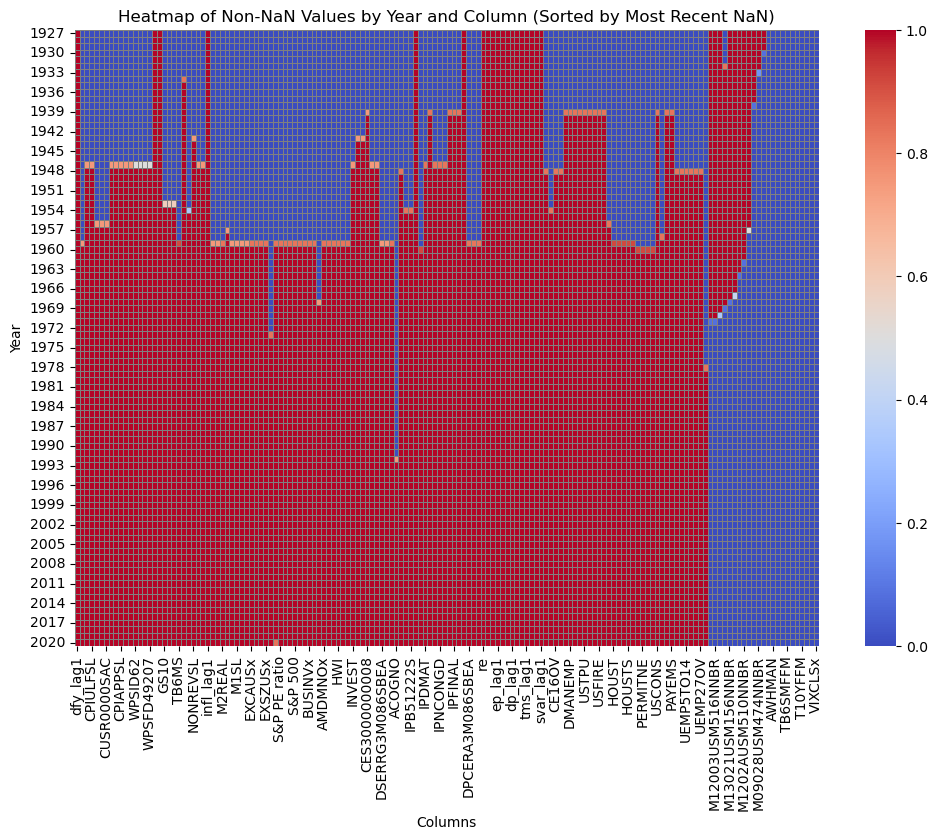 Heatmap of Non-NaN Values by Year and Column (Sorted by Most Recent NaN)
Year
1927
1930
1933
1936
1939
1942
1945
1948
1951
1954
1957
1960
1963
1966
1969
1972
1975
1978
1981
1984
1987
1990
1993
1996
1999
2002
2005
2008
2011
2014
2017
2020
1.0
0.8
0.6
0.4
0.2
0.0
dfy_lag1
CPIULFSL
CUSR0000SAC
CPIAPPSL
WPSID62
WPSFD49207
GS10
TB6MS
NONREVSL
infl_lag1
M2REAL
M1SL
EXCAUSx
EXSZUSx
S&P PE ratio
S&P 500
BUSINVx
AMDMNOx
HWI
INVEST
CES3000000008
DSERRG3M086SBEA
ACOGNO
IPB51222S
IPDMAT
IPNCONGD
IPFINAL
DPCERA3M086SBEA
re
ep_lag1
dp_lag1
tms_lag1
svar_lag1
CE16OV
DMANEMP
USTPU
USFIRE
HOUST
HOUSTS
PERMITNE
USCONS
PAYEMS
UEMP5TO14
UEMP27OV
M12003USM516NNBR
M13021USM156NNBR
M1202AUSM510NNBR
M09028USM474NNBR
AWHMAN
TB6SMFFM
T10YFFM
VIXCLSx
Columns